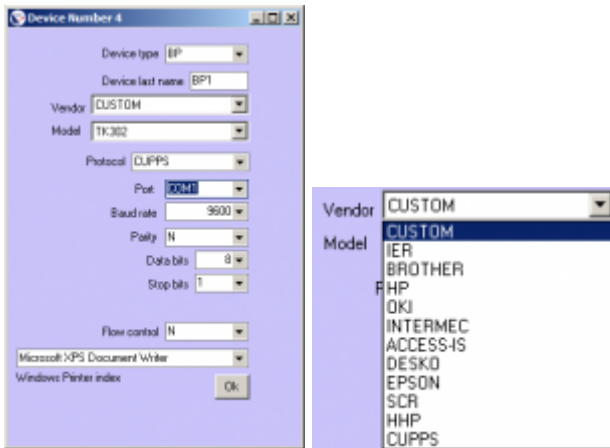 Device Number 4
Device type BP
Device last name BP1
Vendor CUSTOM
Model TK302
Protocol CUPPS
Port COM1
Baud rate 9600
Parity N
Data bits 8
Stop bits 1
Flow control N
Microsoft XPS Document Writer
Windows Printer index
Ok
Vendor CUSTOM
CUSTOM
Model IER
BROTHER
F HP
OKI
INTERMEC
ACCESS-IS
DESKO
EPSON
SCR
HHP
CUPPS